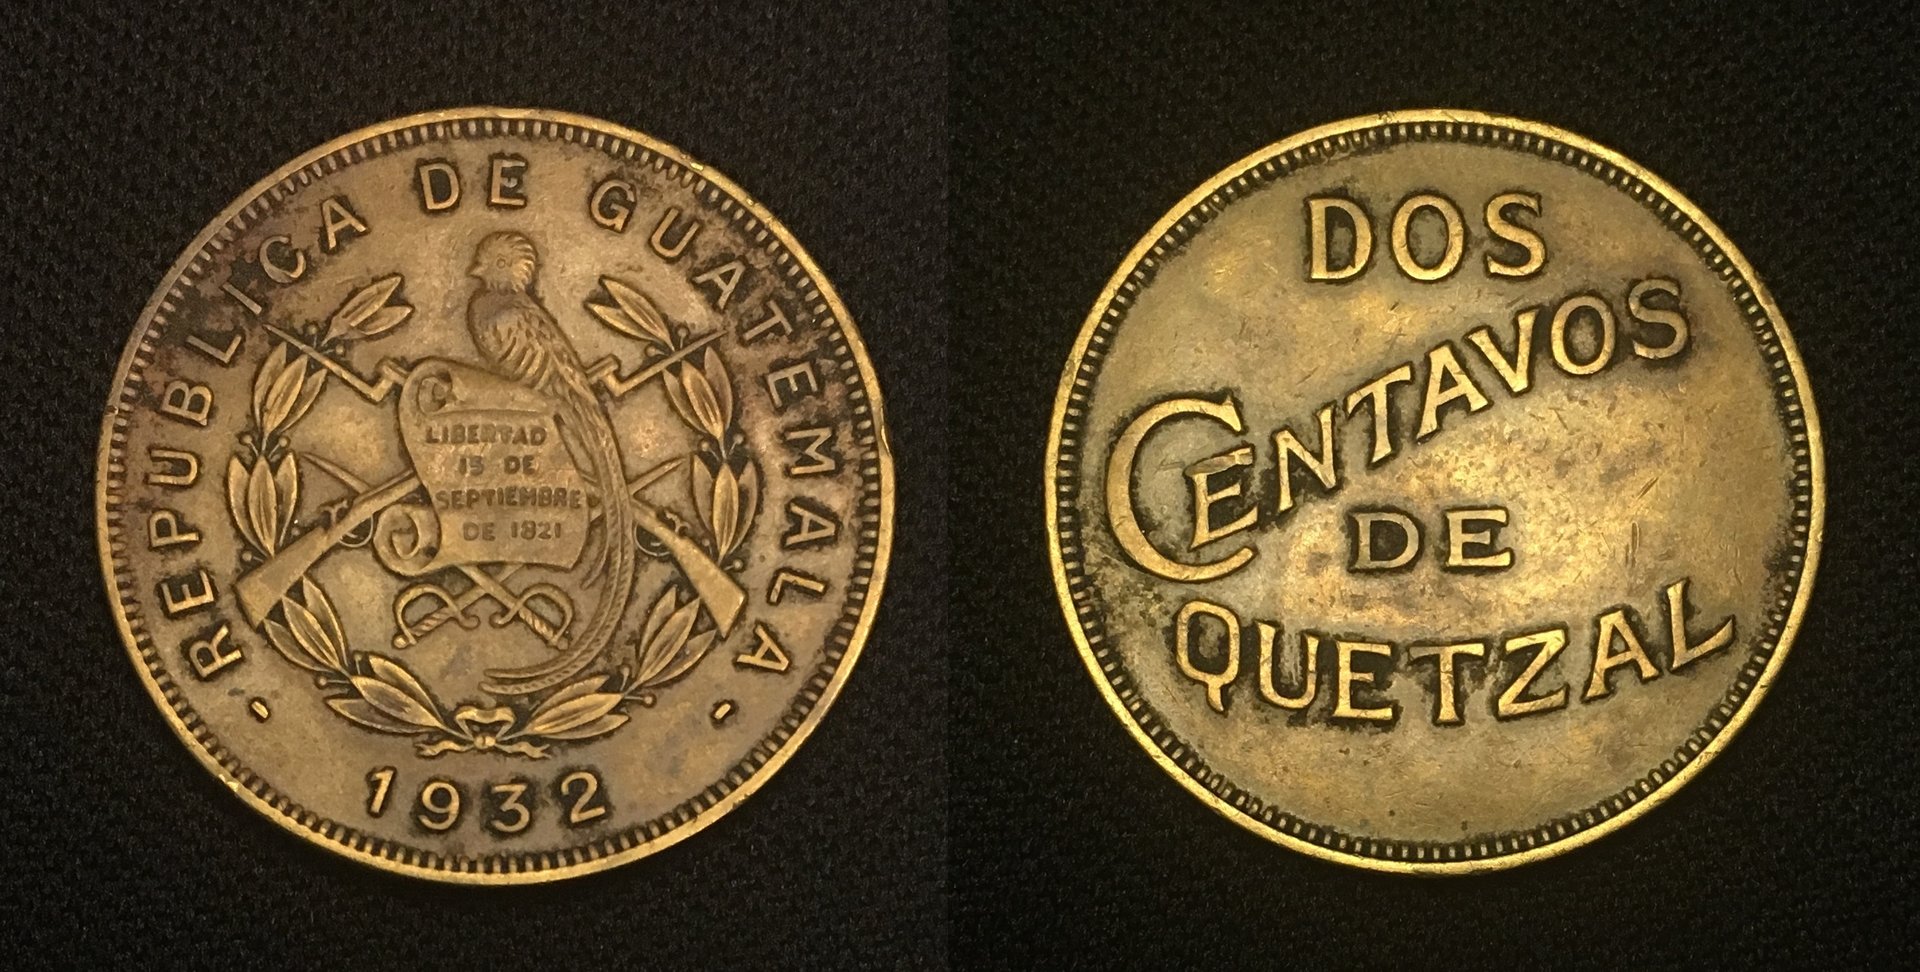 - REPUBLICA DE GUATEMALA -
LIBERTAD
15 DE
SEPTIEMBRE
DE 1821
1932
DOS
CENTAVOS
DE
QUETZAL